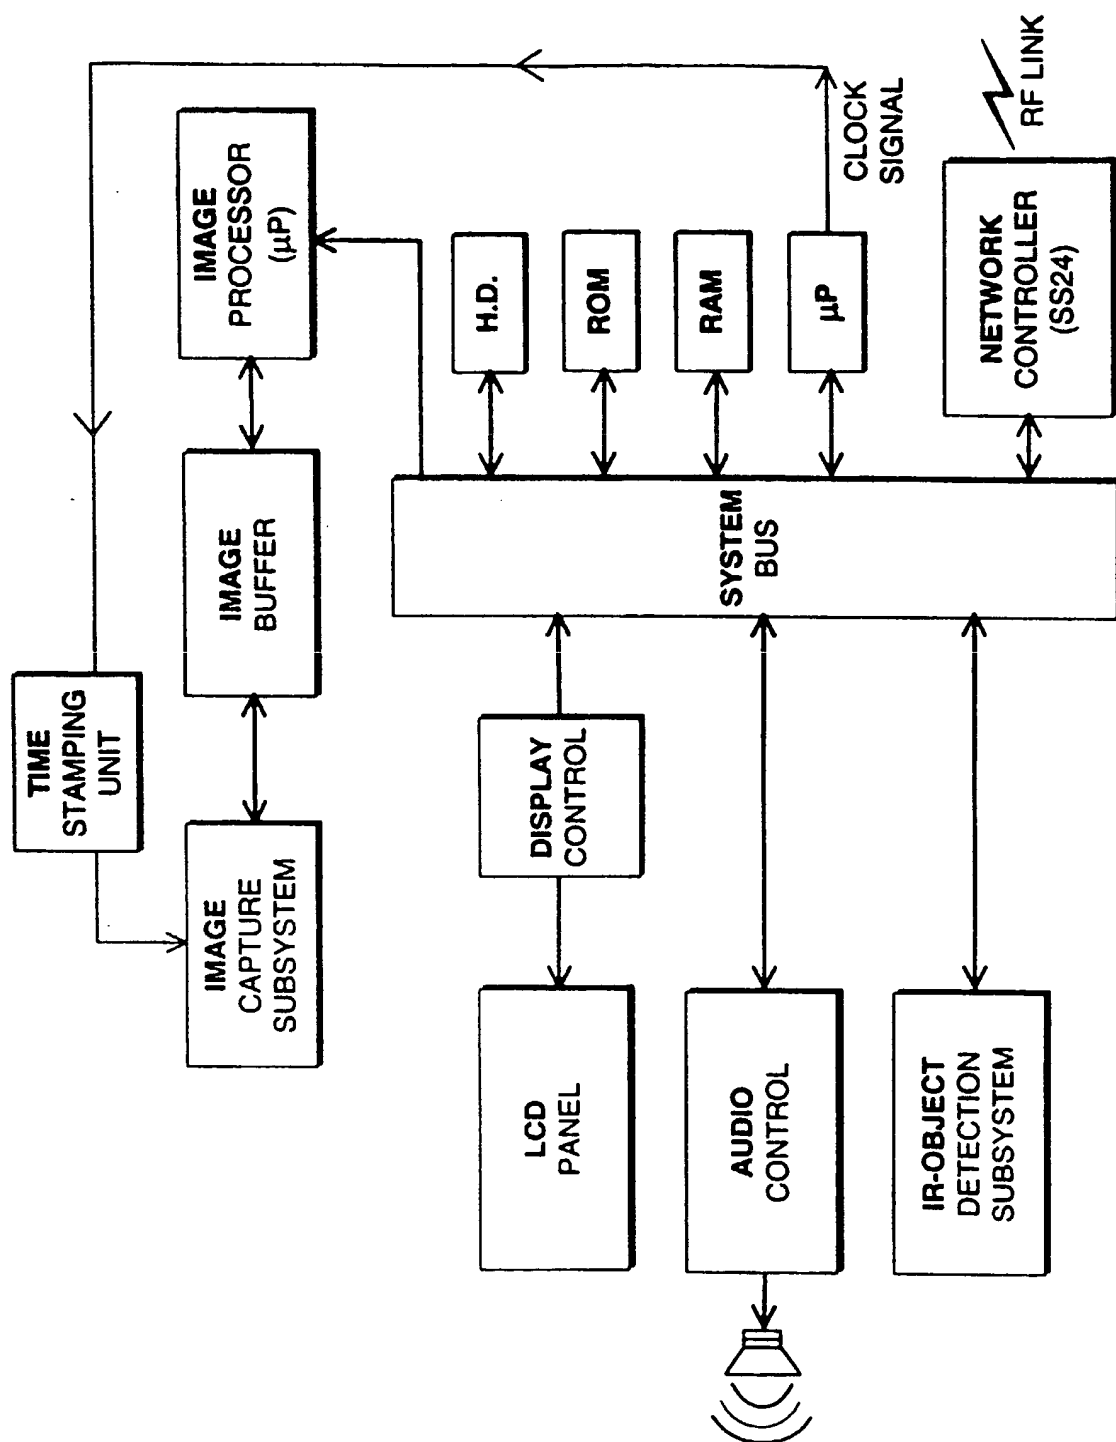 TIME
STAMPING
UNIT
IMAGE
CAPTURE
SUBSYSTEM
IMAGE
BUFFER
IMAGE
PROCESSOR
(µP)
LCD
PANEL
DISPLAY
CONTROL
H.D.
ROM
RAM
µP
CLOCK
SIGNAL
AUDIO
CONTROL
SYSTEM
BUS
IR-OBJECT
DETECTION
SUBSYSTEM
NETWORK
CONTROLLER
(SS24)
RF LINK